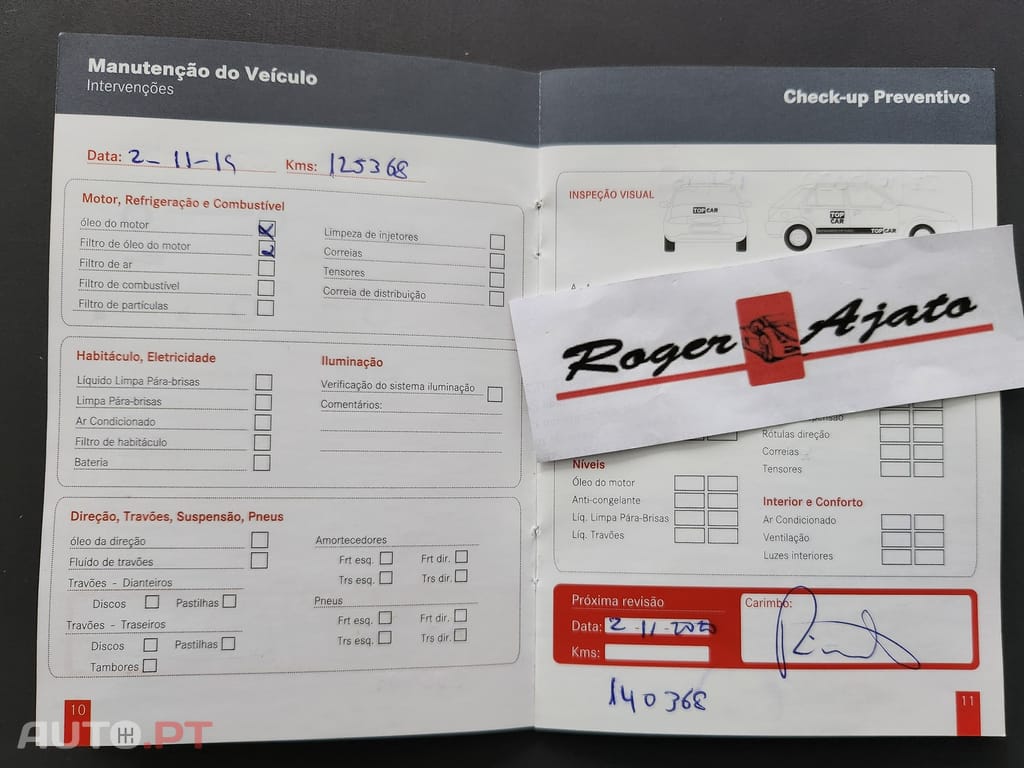 Manutenção do Veículo
Intervenções
Data: 2-11-19 Kms: 125368
Motor, Refrigeração e Combustível
óleo do motor
Filtro de óleo do motor
Filtro de ar
Filtro de combustível
Filtro de partículas
Limpeza de injetores
Correias
Tensores
Correia de distribuição
Habitáculo, Eletricidade
Líquido Limpa Pára-brisas
Limpa Pára-brisas
Ar Condicionado
Filtro de habitáculo
Bateria
Iluminação
Verificação do sistema iluminação
Comentários:
Direção, Travões, Suspensão, Pneus
óleo da direção
Fluído de travões
Travões - Dianteiros
Discos Pastilhas
Travões - Traseiros
Discos Pastilhas
Tambores
Amortecedores
Frt esq. Frt dir.
Trs esq. Trs dir.
Pneus
Frt esq. Frt dir.
Trs esq. Trs dir.
10
Check-up Preventivo
INSPEÇÃO VISUAL
TOP CAR
TOP
CAR
TOP CAR
Roger Ajato
Rótulas direção
Correias
Tensores
Níveis
Óleo do motor
Anti-congelante
Líq. Limpa Pára-Brisas
Líq. Travões
Interior e Conforto
Ar Condicionado
Ventilação
Luzes interiores
Próxima revisão
Data: 2-11-2020
Kms:
Carimbo:
140368
11
AUTO.PT